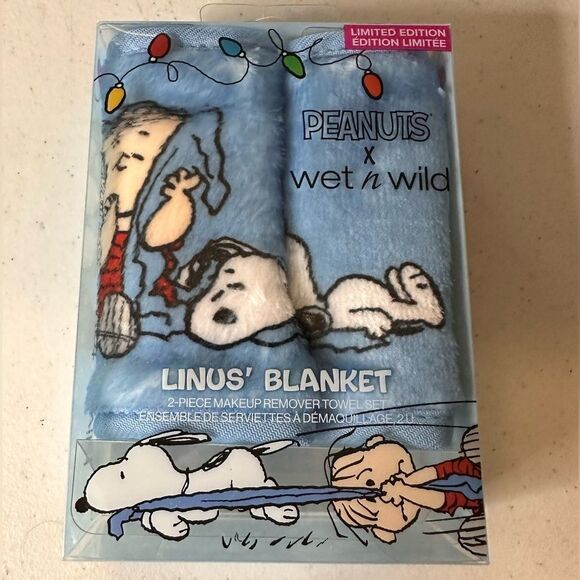 LIMITED EDITION
ÉDITION LIMITÉE
PEANUTS
X
wet n wild
LINUS' BLANKET
2-PIECE MAKEUP REMOVER TOWEL SET
ENSEMBLE DE SERVIETTES À DÉMAQUILLAGE, 2 U.